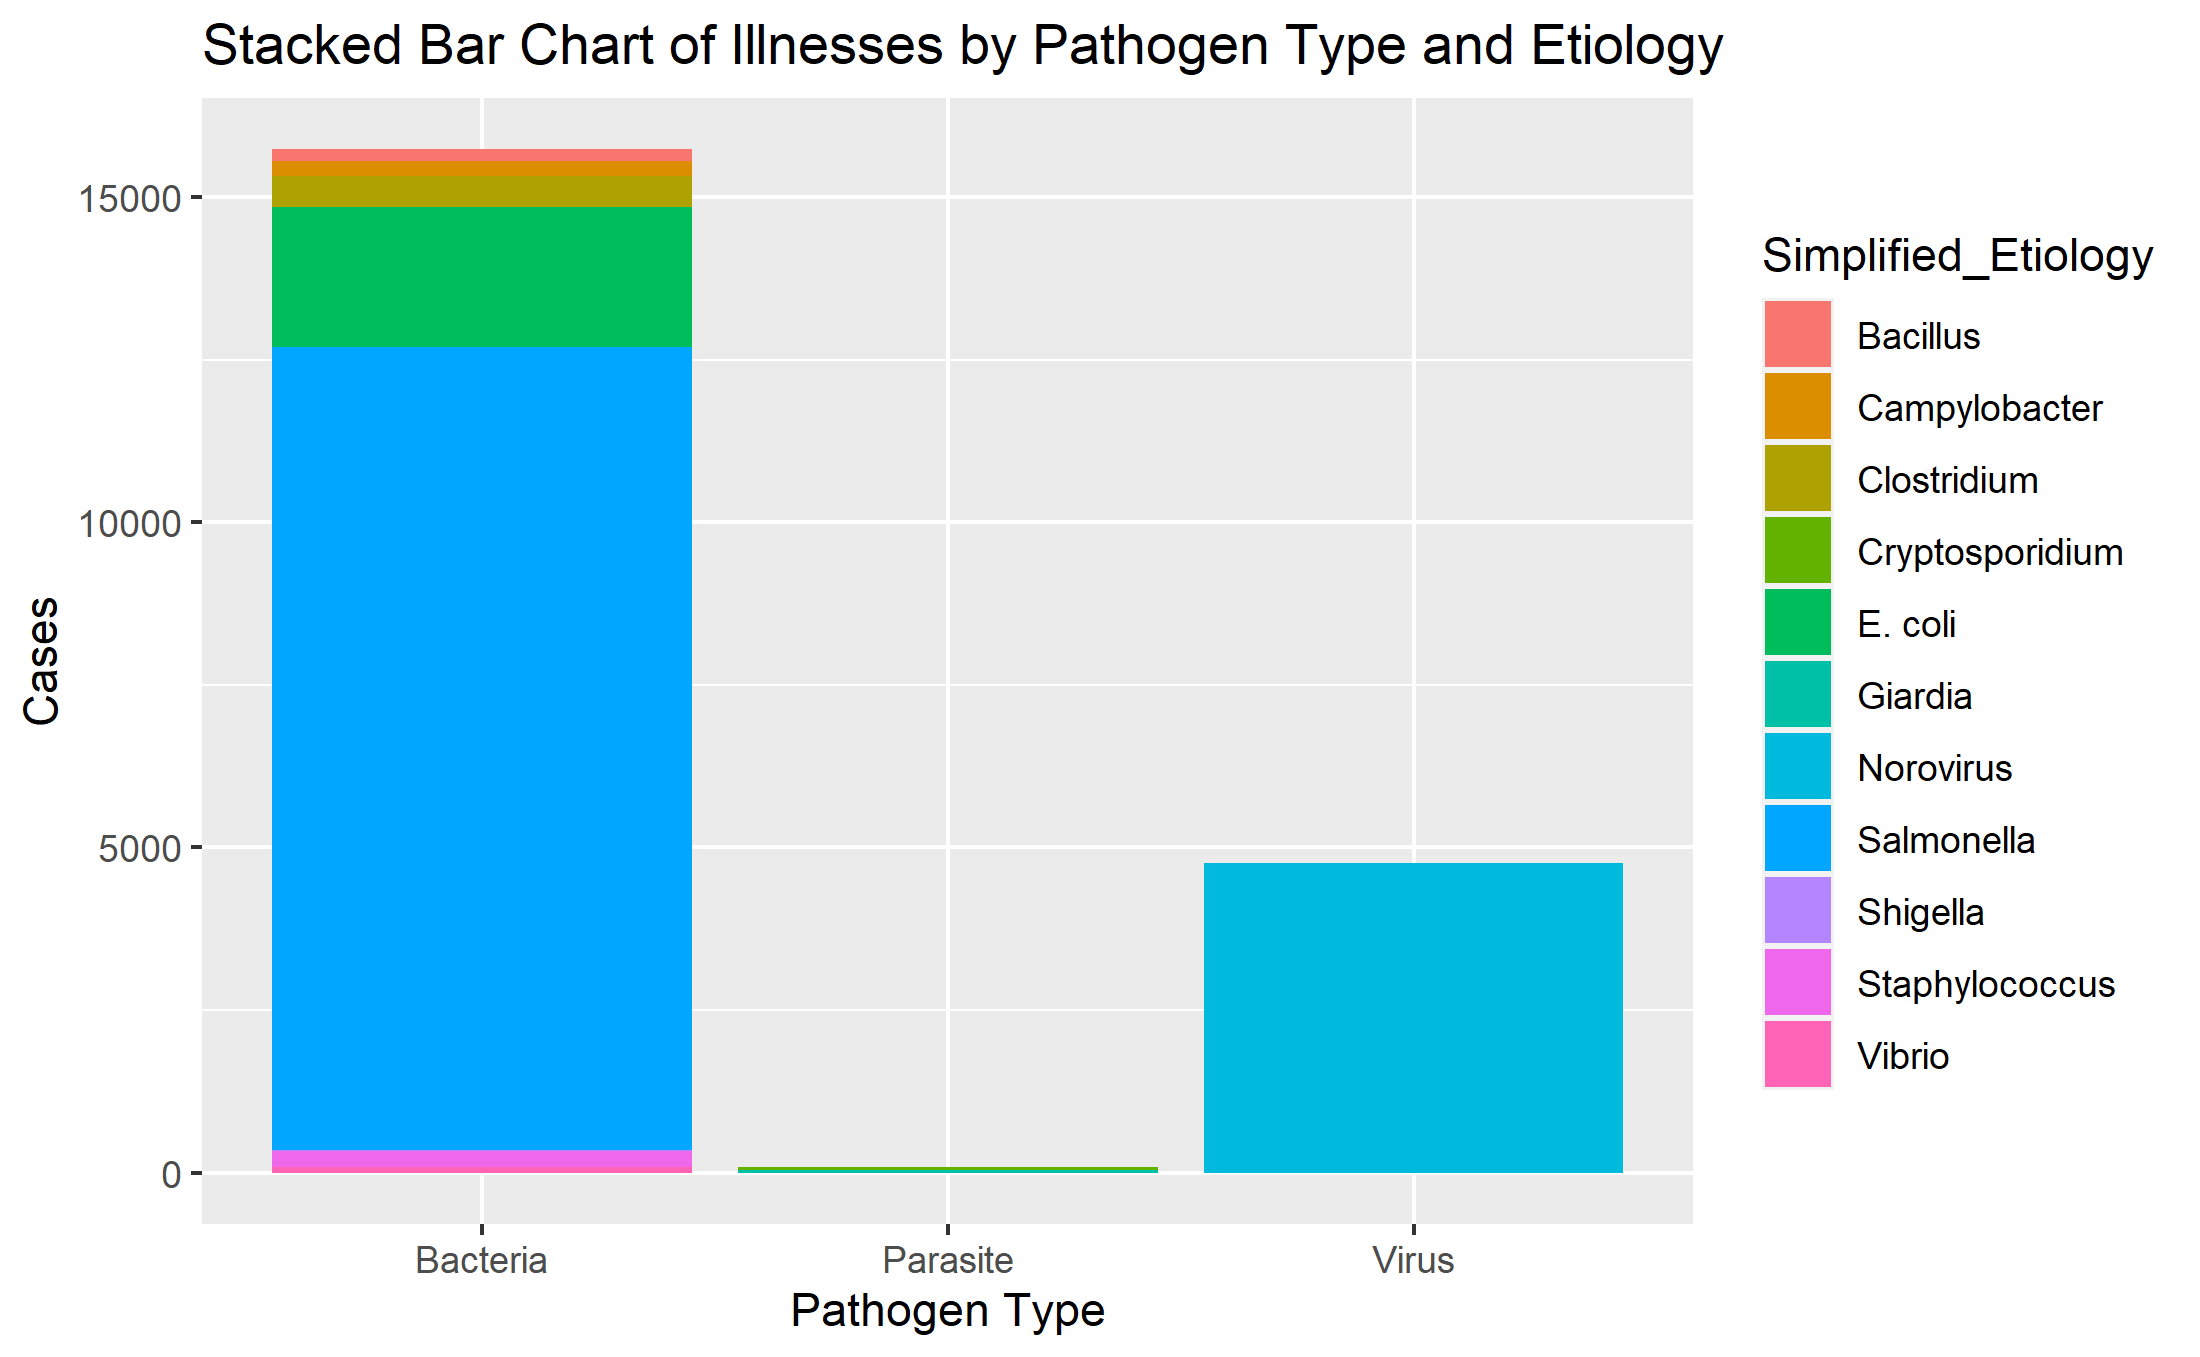 Stacked Bar Chart of Illnesses by Pathogen Type and Etiology
15000
10000
5000
0
Cases
Bacteria
Parasite
Virus
Pathogen Type
Simplified_Etiology
Bacillus
Campylobacter
Clostridium
Cryptosporidium
E. coli
Giardia
Norovirus
Salmonella
Shigella
Staphylococcus
Vibrio